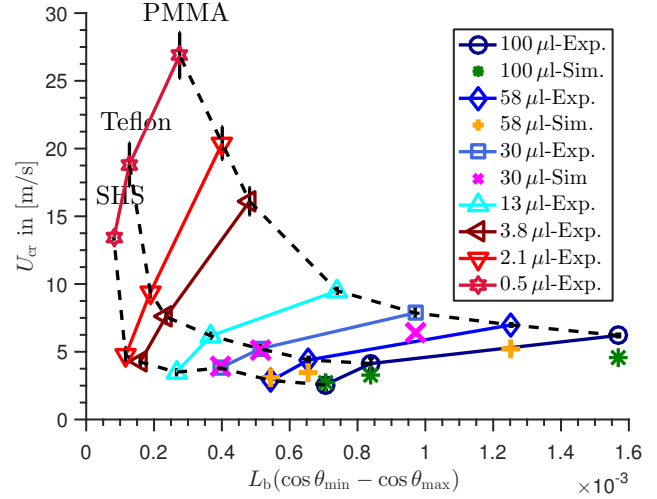 PMMA
Teflon
SHS
U_cr in [m/s]
30
25
20
15
10
5
0
0 0.2 0.4 0.6 0.8 1 1.2 1.4 1.6
×10⁻³
L_b(cos θ_min − cos θ_max)
100 μl-Exp.
100 μl-Sim.
58 μl-Exp.
58 μl-Sim.
30 μl-Exp.
30 μl-Sim
13 μl-Exp.
3.8 μl-Exp.
2.1 μl-Exp.
0.5 μl-Exp.